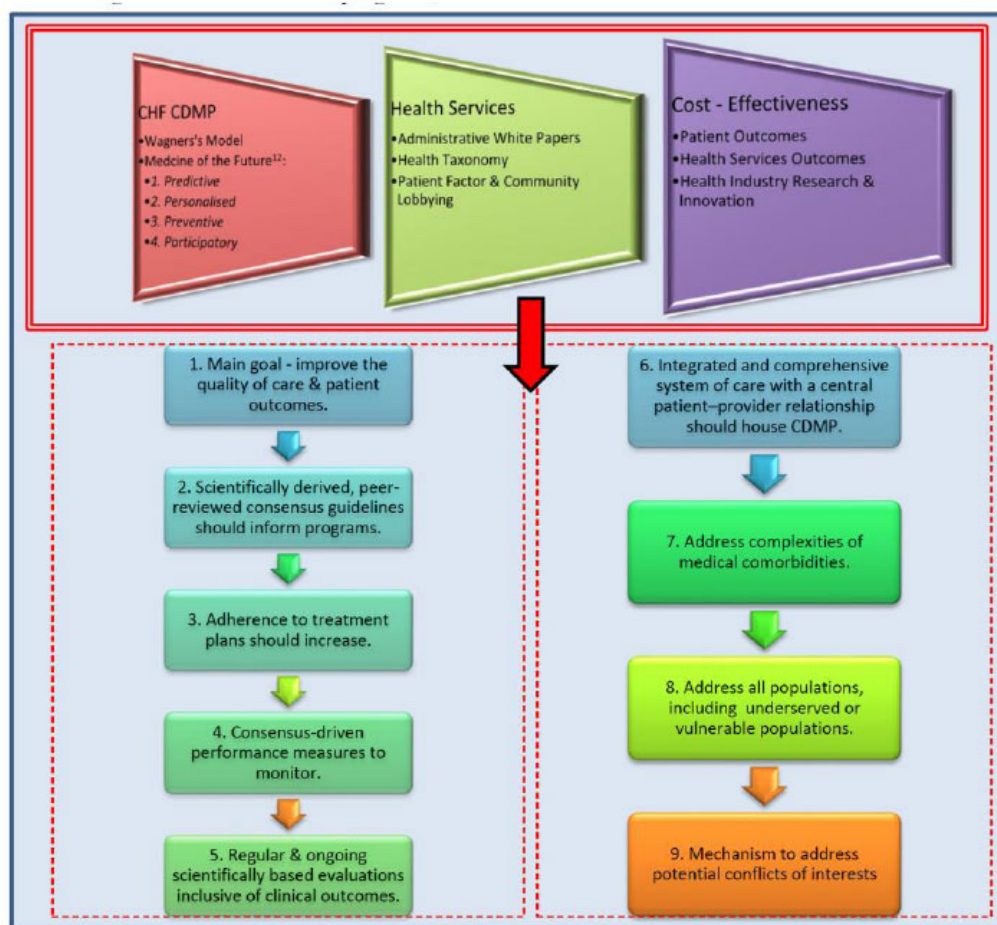 CHF CDMP
•Wagners's Model
•Medcine of the Future12:
•1. Predictive
•2. Personalised
•3. Preventive
•4. Participatory
Health Services
•Administrative White Papers
•Health Taxonomy
•Patient Factor & Community
Lobbying
Cost - Effectiveness
•Patient Outcomes
•Health Services Outcomes
•Health Industry Research &
Innovation
1. Main goal - improve the
quality of care & patient
outcomes.
2. Scientifically derived, peer-
reviewed consensus guidelines
should inform programs.
3. Adherence to treatment
plans should increase.
4. Consensus-driven
performance measures to
monitor.
5. Regular & ongoing
scientifically based evaluations
inclusive of clinical outcomes.
6. Integrated and comprehensive
system of care with a central
patient–provider relationship
should house CDMP.
7. Address complexities of
medical comorbidities.
8. Address all populations,
including underserved or
vulnerable populations.
9. Mechanism to address
potential conflicts of interests